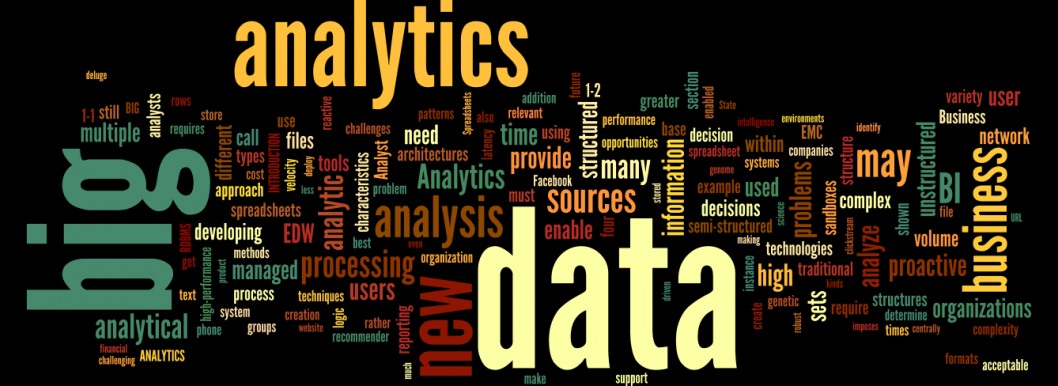 analytics
deluge
1-1
still
BIG
rows
analysts
store
multiple
requires
different
call
types
cost
use
files
INTRODUCTION
velocity
deploy
less
approach
spreadsheets
reactive
tools
challenges
characteristics
Analyst
problem
architectures
patterns
need
Spreadsheets
also
latency
relevant
addition
time
using
provide
Facebook
must
sources
future
1-2
structured
performance
opportunities
many
stored
base
information
greater
section
enabled
State
decision
spreadsheet
genome
example
used
decisions
semi-structured
making
intelligence
environments
within
systems
EMC
companies
science
problems
sandboxes
identify
structure
may
complex
clickstream
analyze
shown
unstructured
BI
file
variety
user
Business
network
business
URL
volume
proactive
big
RDBMS
got
developing
EDW
analytic
best
analysis
Analytics
even
enable
four
data
methods
high-performance
product
managed
processing
organization
technologies
instance
high
traditional
kinds
driven
text
process
system
groups
techniques
creation
website
logic
users
rather
recommender
reporting
much
new
create
genetic
robust
sets
require
imposes
structures
determine
times
centrally
organizations
complexity
analytical
phone
financial
challenging
ANALYTICS
make
support
formats
acceptable